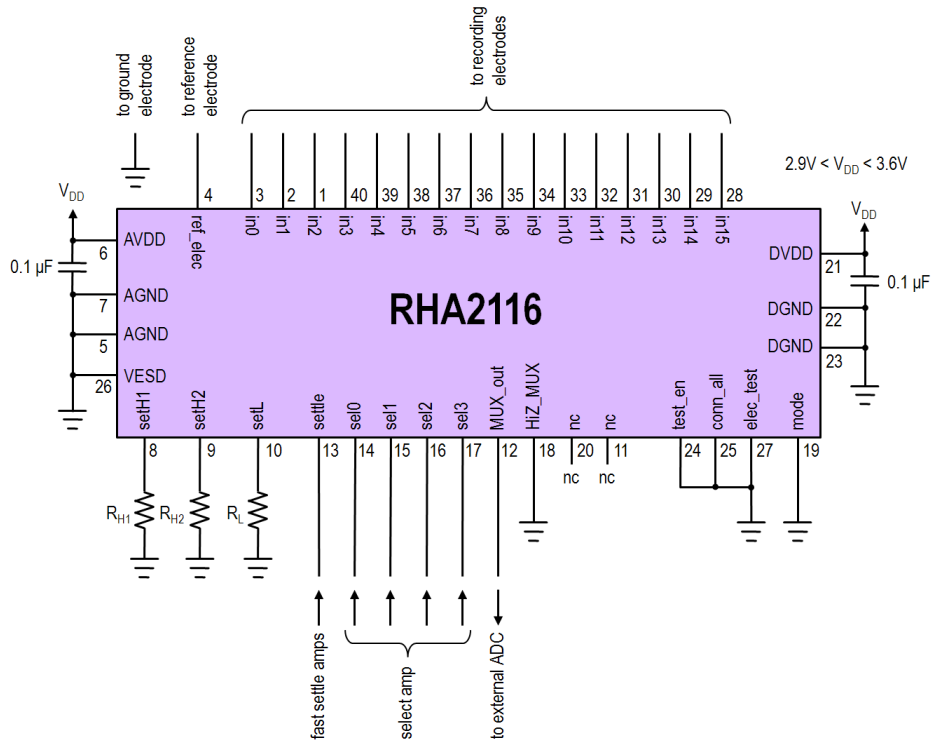 to ground
electrode
to reference
electrode
to recording
electrodes
2.9V < VDD < 3.6V
VDD
VDD
4 3 2 1 40 39 38 37 36 35 34 33 32 31 30 29 28
ref_elec in0 in1 in2 in3 in4 in5 in6 in7 in8 in9 in10 in11 in12 in13 in14 in15
6 AVDD
0.1 µF
7 AGND
5 AGND
26 VESD
RHA2116
DVDD 21
0.1 µF
DGND 22
DGND 23
setH1 setH2 setL settle sel0 sel1 sel2 sel3 MUX_out HiZ_MUX nc nc test_en conn_all elec_test mode
8 9 10 13 14 15 16 17 12 18 20 11 24 25 27 19
nc nc
RH1 RH2 RL
fast settle amps
select amp
to external ADC